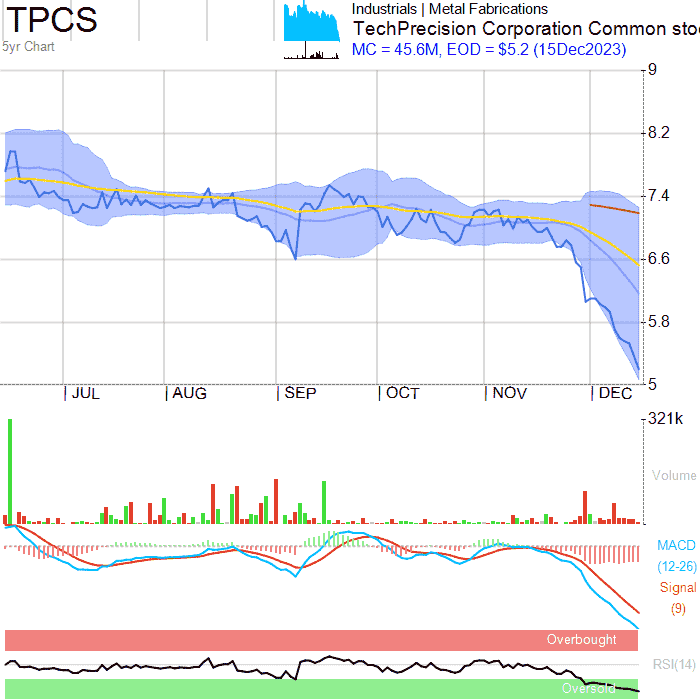 TPCS
5yr Chart
Industrials | Metal Fabrications
TechPrecision Corporation Common sto
MC = 45.6M, EOD = $5.2 (15Dec2023)
9
8.2
7.4
6.6
5.8
5
JUL AUG SEP OCT NOV DEC
321k
Volume
MACD
(12-26)
Signal
(9)
Overbought
RSI(14)
Oversold